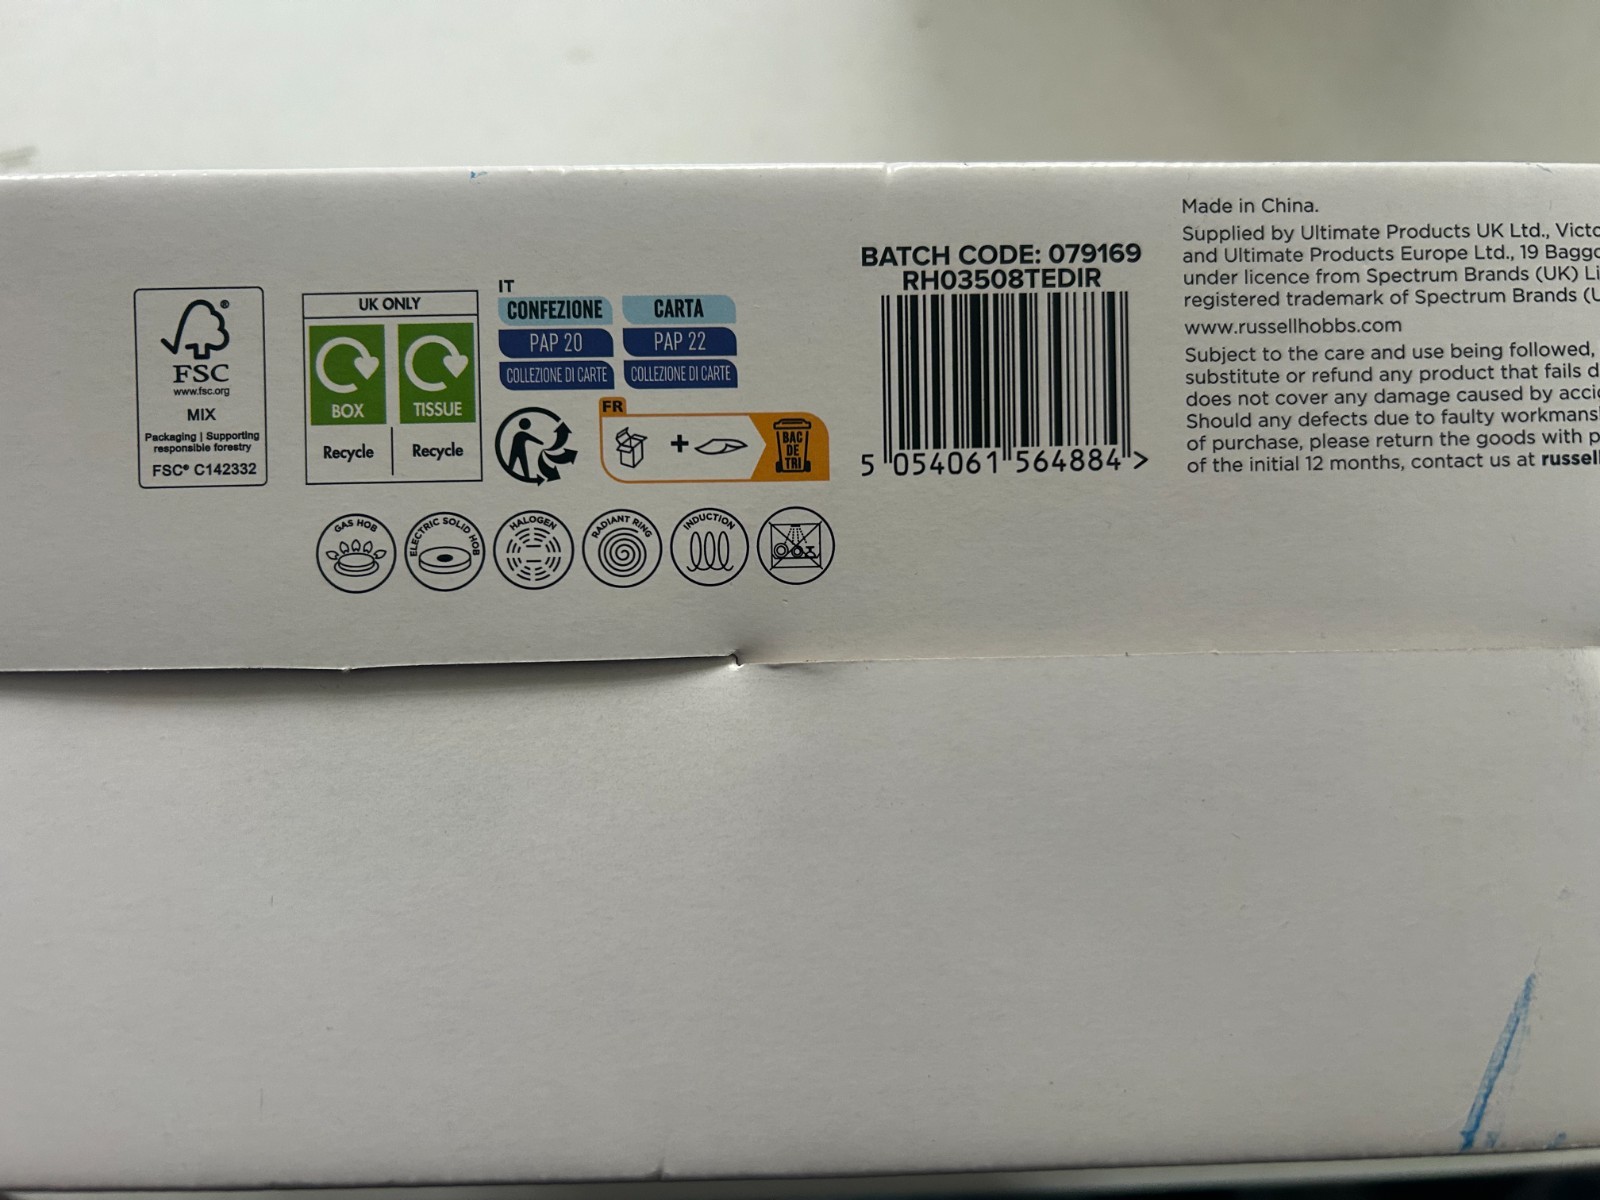 FSC®
www.fsc.org
MIX
Packaging | Supporting
responsible forestry
FSC® C142332
UK ONLY
BOX
TISSUE
Recycle
Recycle
IT
CONFEZIONE
CARTA
PAP 20
PAP 22
COLLEZIONE DI CARTE
COLLEZIONE DI CARTE
FR
+
BAC
DE
TRI
GAS HOB
ELECTRIC SOLID HOB
HALOGEN
RADIANT RING
INDUCTION
BATCH CODE: 079169
RH03508TEDIR
5 054061 564884 >
Made in China.
Supplied by Ultimate Products UK Ltd.,
and Ultimate Products Europe Ltd., 19
under licence from Spectrum Brands (UK)
registered trademark of Spectrum Brands
www.russellhobbs.com
Subject to the care and use being followed,
substitute or refund any product that fails
does not cover any damage caused by
Should any defects due to faulty
of purchase, please return the goods with
of the initial 12 months, contact us at